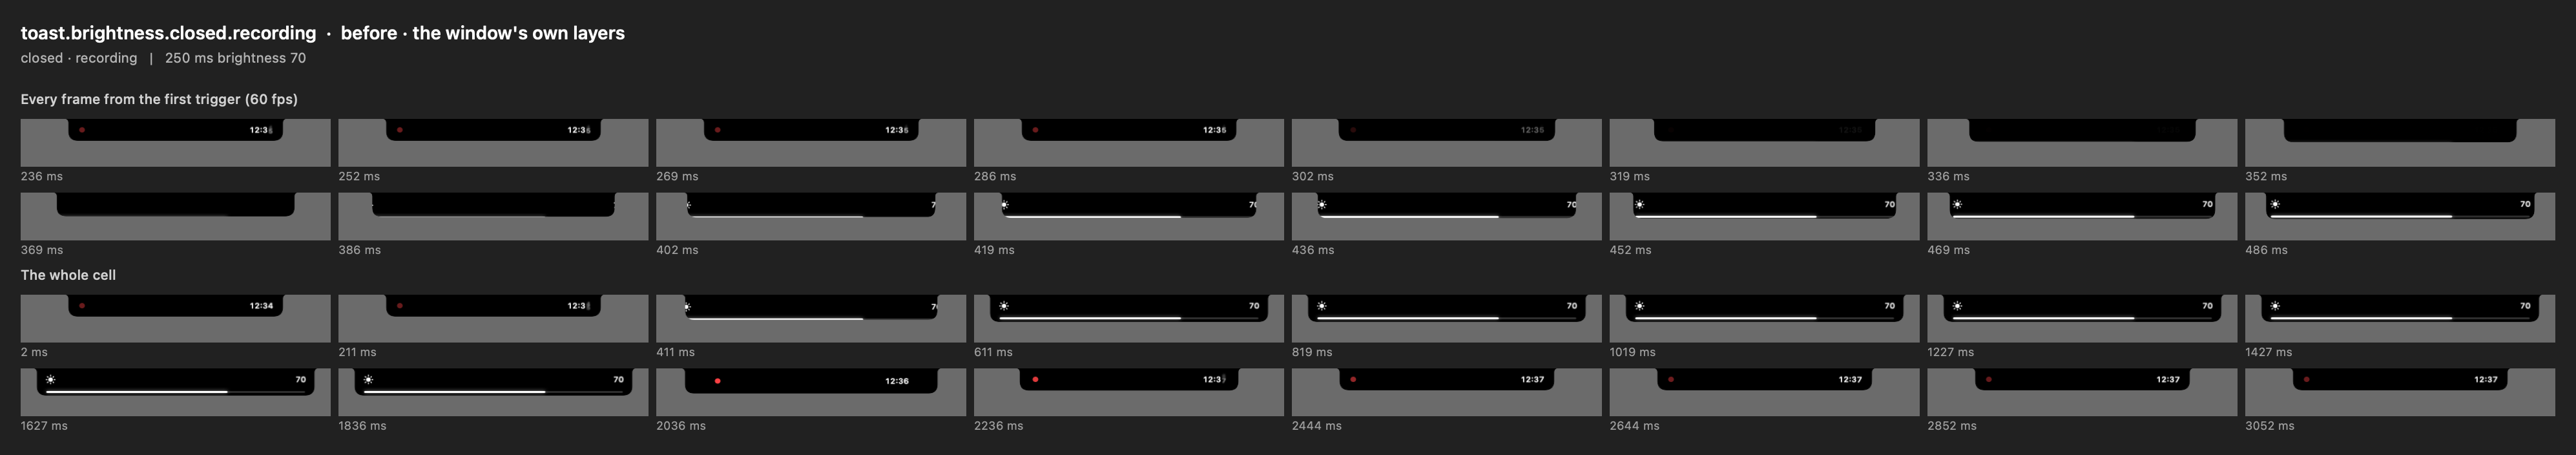 toast.brightness.closed.recording · before · the window's own layers
closed · recording | 250 ms brightness 70
Every frame from the first trigger (60 fps)
12:36 12:36 12:36 12:36
236 ms 252 ms 269 ms 286 ms 302 ms 319 ms 336 ms 352 ms
70 70 70 70
369 ms 386 ms 402 ms 419 ms 436 ms 452 ms 469 ms 486 ms
The whole cell
12:34 70 70 70 70 70
2 ms 211 ms 411 ms 611 ms 819 ms 1019 ms 1227 ms 1427 ms
70 70 12:36 12:37 12:37 12:37 12:37
1627 ms 1836 ms 2036 ms 2236 ms 2444 ms 2644 ms 2852 ms 3052 ms